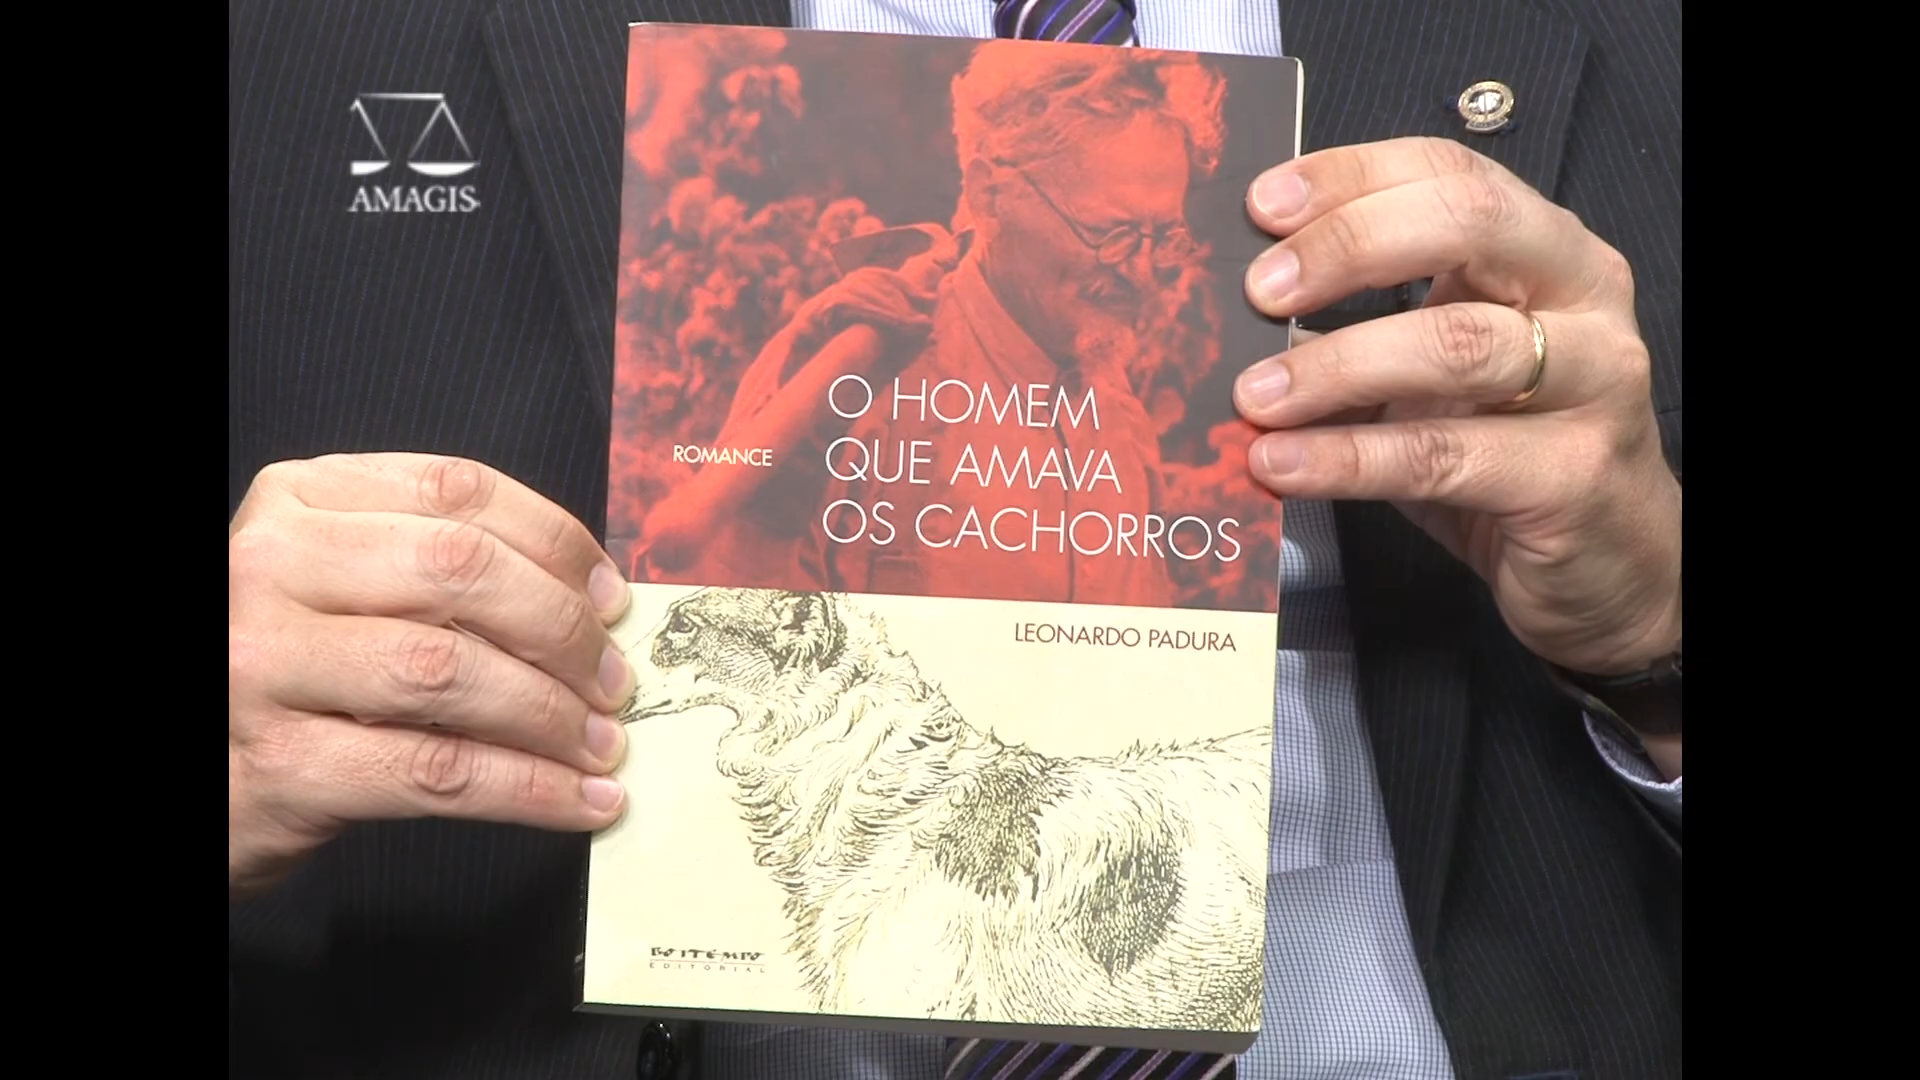 AMAGIS
O HOMEM
QUE AMAVA
OS CACHORROS
ROMANCE
LEONARDO PADURA
BOITEMPO
EDITORIAL